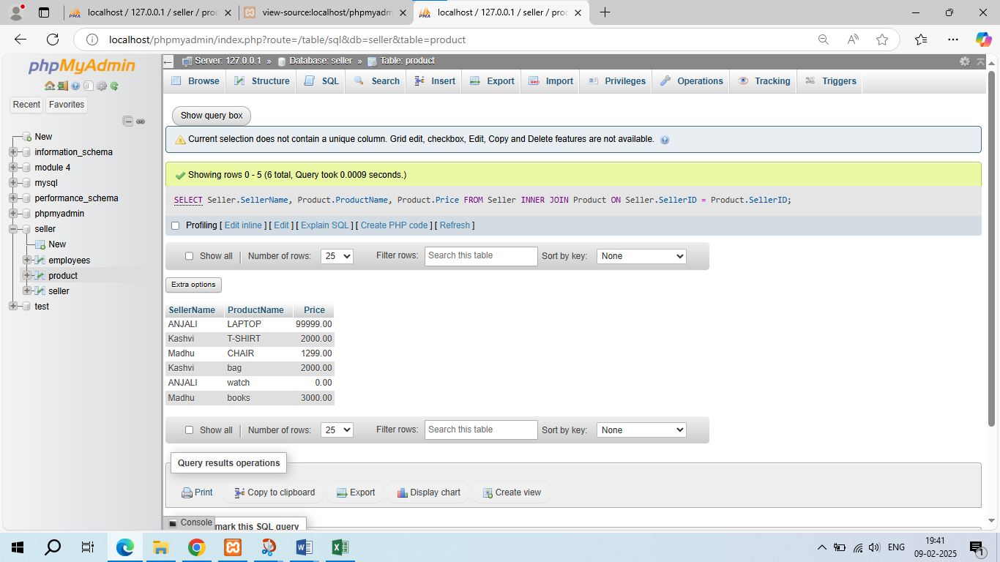 localhost / 127.0.0.1 / seller / proc
view-source:localhost/phpmyadm
localhost / 127.0.0.1 / seller / proc
localhost/phpmyadmin/index.php?route=/table/sql&db=seller&table=product
phpMyAdmin
Recent Favorites
New
information_schema
module 4
mysql
performance_schema
phpmyadmin
seller
New
employees
product
seller
test
Server: 127.0.0.1 » Database: seller » Table: product
Browse Structure SQL Search Insert Export Import Privileges Operations Tracking Triggers
Show query box
Current selection does not contain a unique column. Grid edit, checkbox, Edit, Copy and Delete features are not available.
Showing rows 0 - 5 (6 total, Query took 0.0009 seconds.)
SELECT Seller.SellerName, Product.ProductName, Product.Price FROM Seller INNER JOIN Product ON Seller.SellerID = Product.SellerID;
Profiling [ Edit inline ] [ Edit ] [ Explain SQL ] [ Create PHP code ] [ Refresh ]
Show all Number of rows: 25 Filter rows: Search this table Sort by key: None
Extra options
SellerName ProductName Price
ANJALI LAPTOP 99999.00
Kashvi T-SHIRT 2000.00
Madhu CHAIR 1299.00
Kashvi bag 2000.00
ANJALI watch 0.00
Madhu books 3000.00
Show all Number of rows: 25 Filter rows: Search this table Sort by key: None
Query results operations
Print Copy to clipboard Export Display chart Create view
Console
mark this SQL query
ENG
19:41
09-02-2025
1